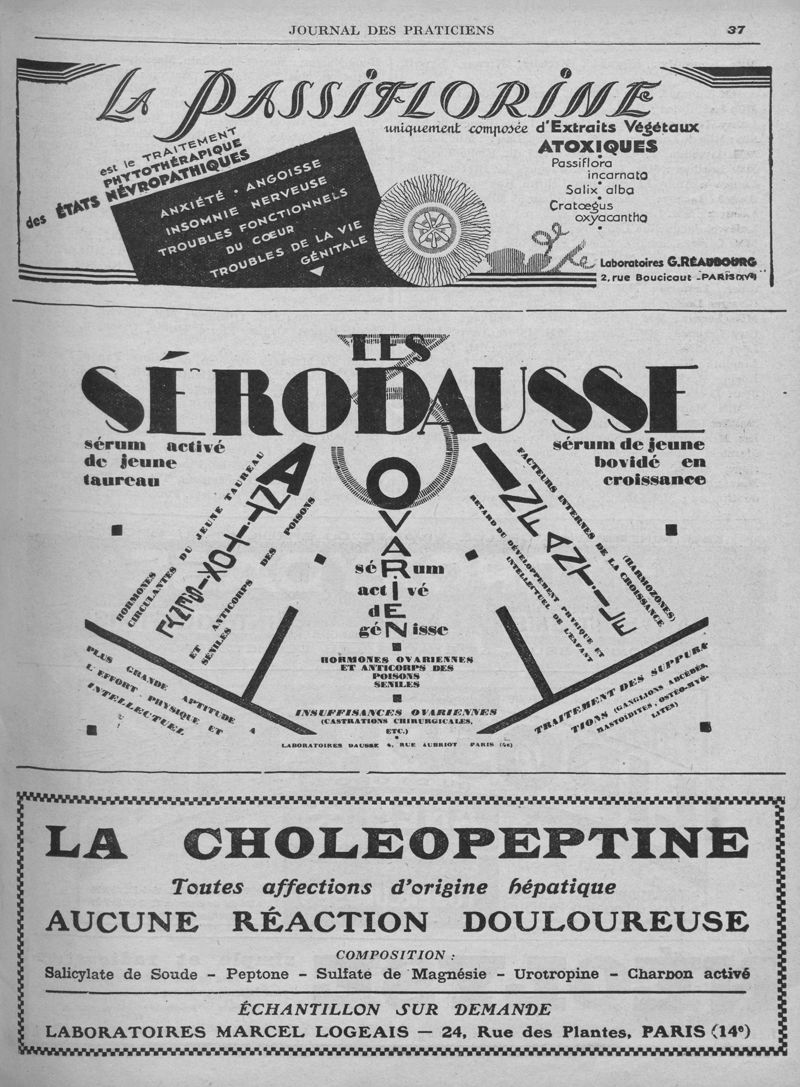 JOURNAL DES PRATICIENS 37
LA PASSIFLORINE
uniquement composée d'Extraits Végétaux
ATOXIQUES
Passiflora
incarnata
Salix alba
Cratœgus
oxyacantha
est le TRAITEMENT
PHYTOTHÉRAPIQUE
des ÉTATS NÉVROPATHIQUES
ANXIÉTÉ • ANGOISSE
INSOMNIE NERVEUSE
TROUBLES FONCTIONNELS
DU CŒUR
TROUBLES DE LA VIE
GÉNITALE
Laboratoires G. RÉAUBOURG
2, rue Boucicaut - PARIS (XV)
LES
SÉRODAUSSE
sérum activé
de jeune
taureau
sérum de jeune
bovidé en
croissance
HORMONES
CIRCULANTES DU JEUNE TAUREAU
ANTITOXIQUE
ET ANTICORPS DES POISONS
SENILES
PLUS GRANDE APTITUDE A
L'EFFORT PHYSIQUE ET
INTELLECTUEL
OVARIEN
sérum
activé
dE
géNisse
HORMONES OVARIENNES
ET ANTICORPS DES
POISONS
SENILES
INSUFFISANCES OVARIENNES
(CASTRATIONS CHIRURGICALES,
ETC.)
FACTEURS INTERNES DE LA CROISSANCE
(HARMOZONES)
INFANTILE
RETARD DU DÉVELOPPEMENT PHYSIQUE ET
INTELLECTUEL DE L'ENFANT
TRAITEMENT DES SUPPURA
TIONS (GANGLIONS ABCÉDÉS,
MASTOÏDITES, OSTEO-MYÉ-
LITES)
LABORATOIRES DAUSSE 4, RUE AUBRIOT PARIS (4e)
LA CHOLEOPEPTINE
Toutes affections d'origine hépatique
AUCUNE RÉACTION DOULOUREUSE
COMPOSITION :
Salicylate de Soude – Peptone – Sulfate de Magnésie – Urotropine – Charbon activé
ÉCHANTILLON SUR DEMANDE
LABORATOIRES MARCEL LOGEAIS — 24, Rue des Plantes, PARIS (14e)